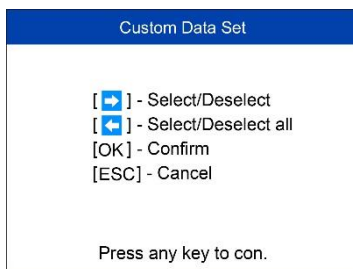 Custom Data Set
[➡] - Select/Deselect
[⬅] - Select/Deselect all
[OK] - Confirm
[ESC] - Cancel
Press any key to con.